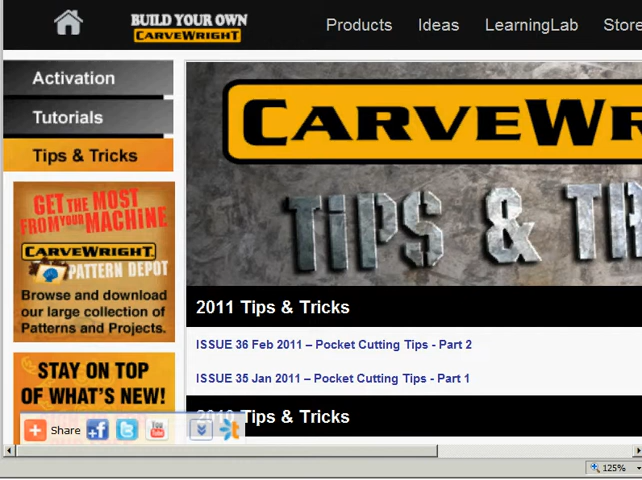 BUILD YOUR OWN
CARVEWRIGHT
Products Ideas LearningLab Store
Activation
Tutorials
Tips & Tricks
GET THE MOST
FROM YOUR MACHINE
CARVEWRIGHT
PATTERN DEPOT
Browse and download
our large collection of
Patterns and Projects.
STAY ON TOP
OF WHAT'S NEW!
CARVEWR
TIPS & TR
2011 Tips & Tricks
ISSUE 36 Feb 2011 – Pocket Cutting Tips - Part 2
ISSUE 35 Jan 2011 – Pocket Cutting Tips - Part 1
2010 Tips & Tricks
Share
You
Tube
125%